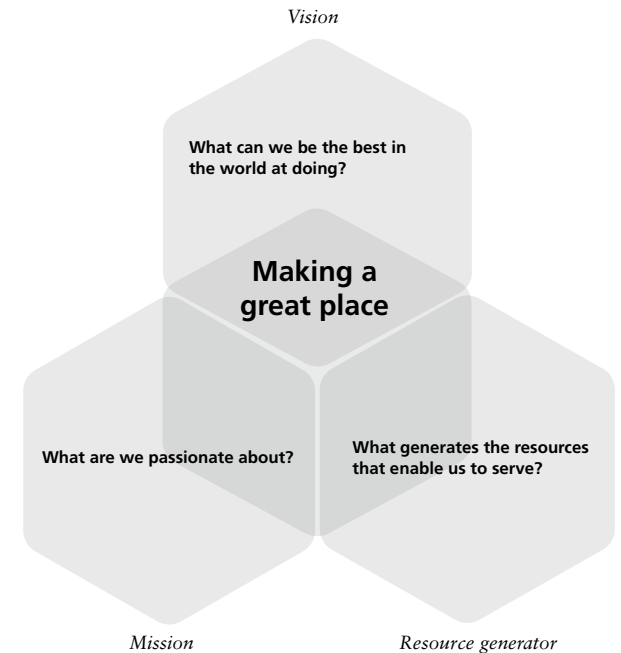 Vision
What can we be the best in
the world at doing?
Making a
great place
What are we passionate about?
What generates the resources
that enable us to serve?
Mission
Resource generator